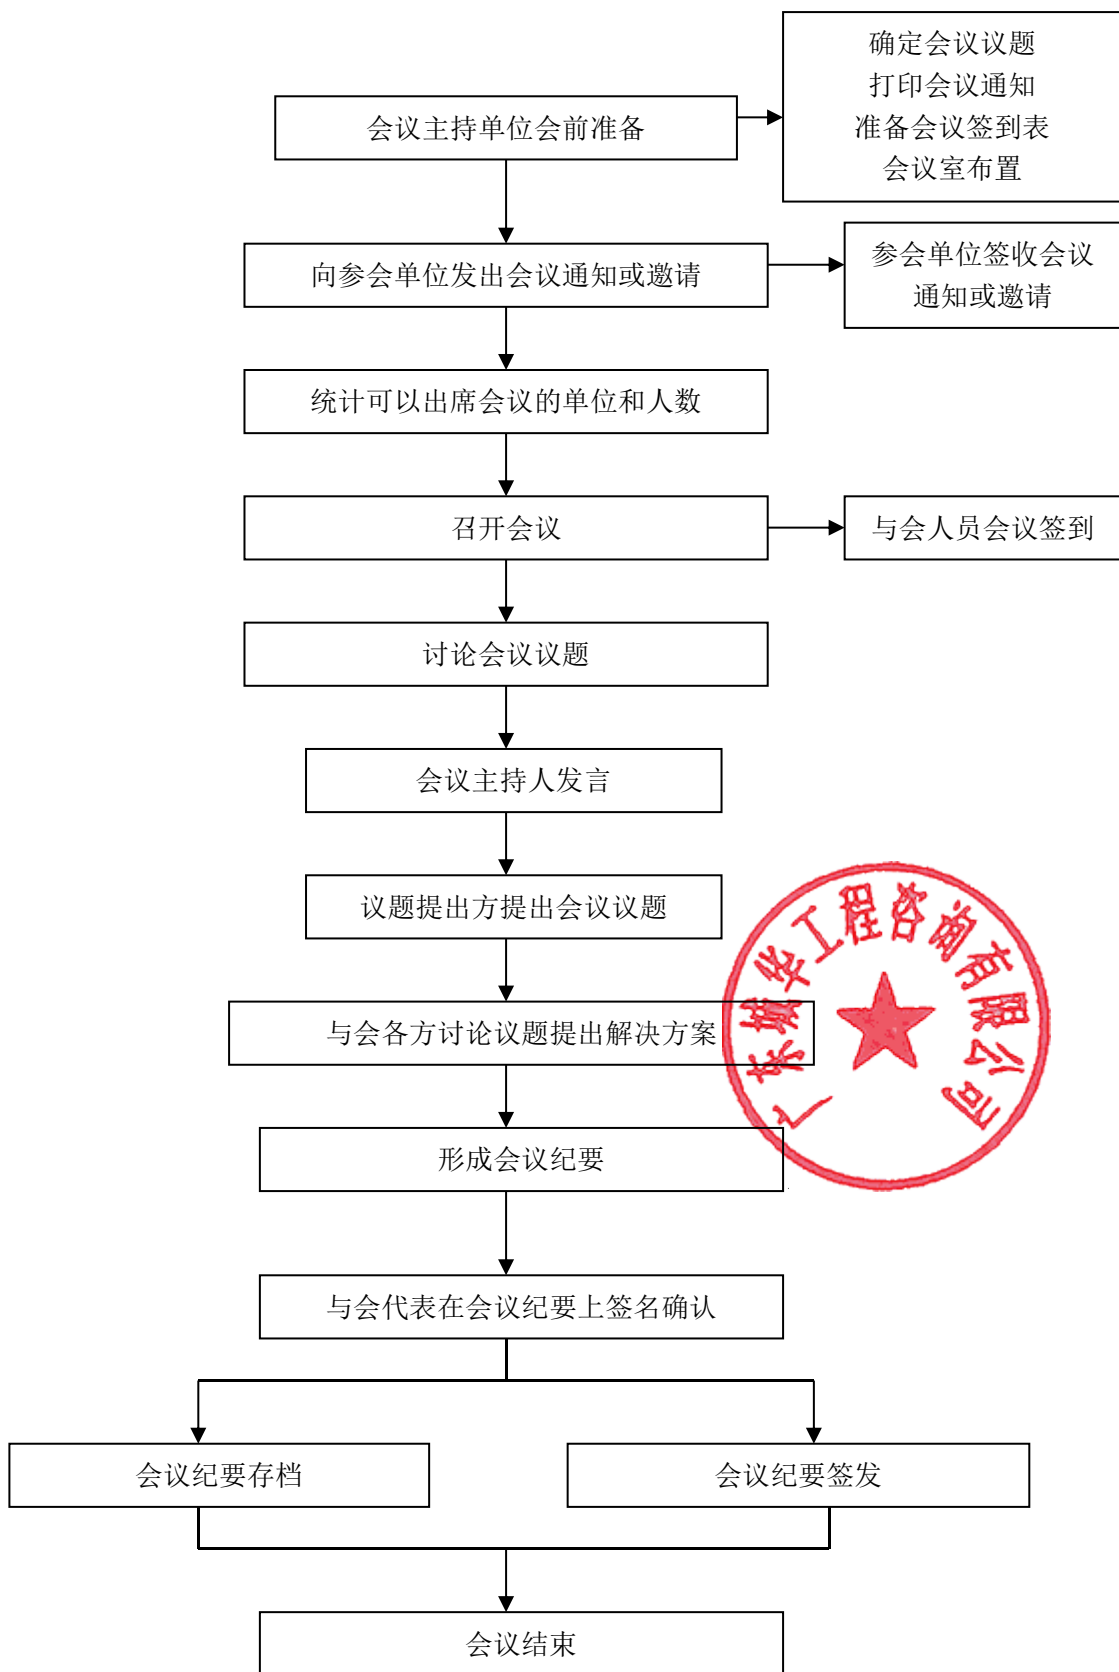 确定会议议题
打印会议通知
准备会议签到表
会议室布置
会议主持单位会前准备
向参会单位发出会议通知或邀请
参会单位签收会议
通知或邀请
统计可以出席会议的单位和人数
召开会议
与会人员会议签到
讨论会议议题
会议主持人发言
议题提出方提出会议议题
与会各方讨论议题提出解决方案
广东城华工程咨询有限公司
形成会议纪要
与会代表在会议纪要上签名确认
会议纪要存档
会议纪要签发
会议结束